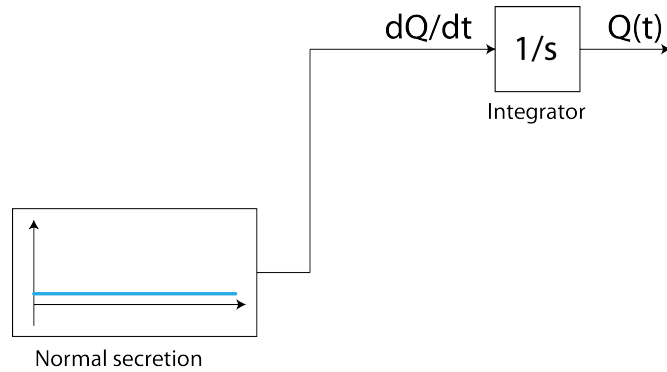 dQ/dt
1/s
Q(t)
Integrator
Normal secretion